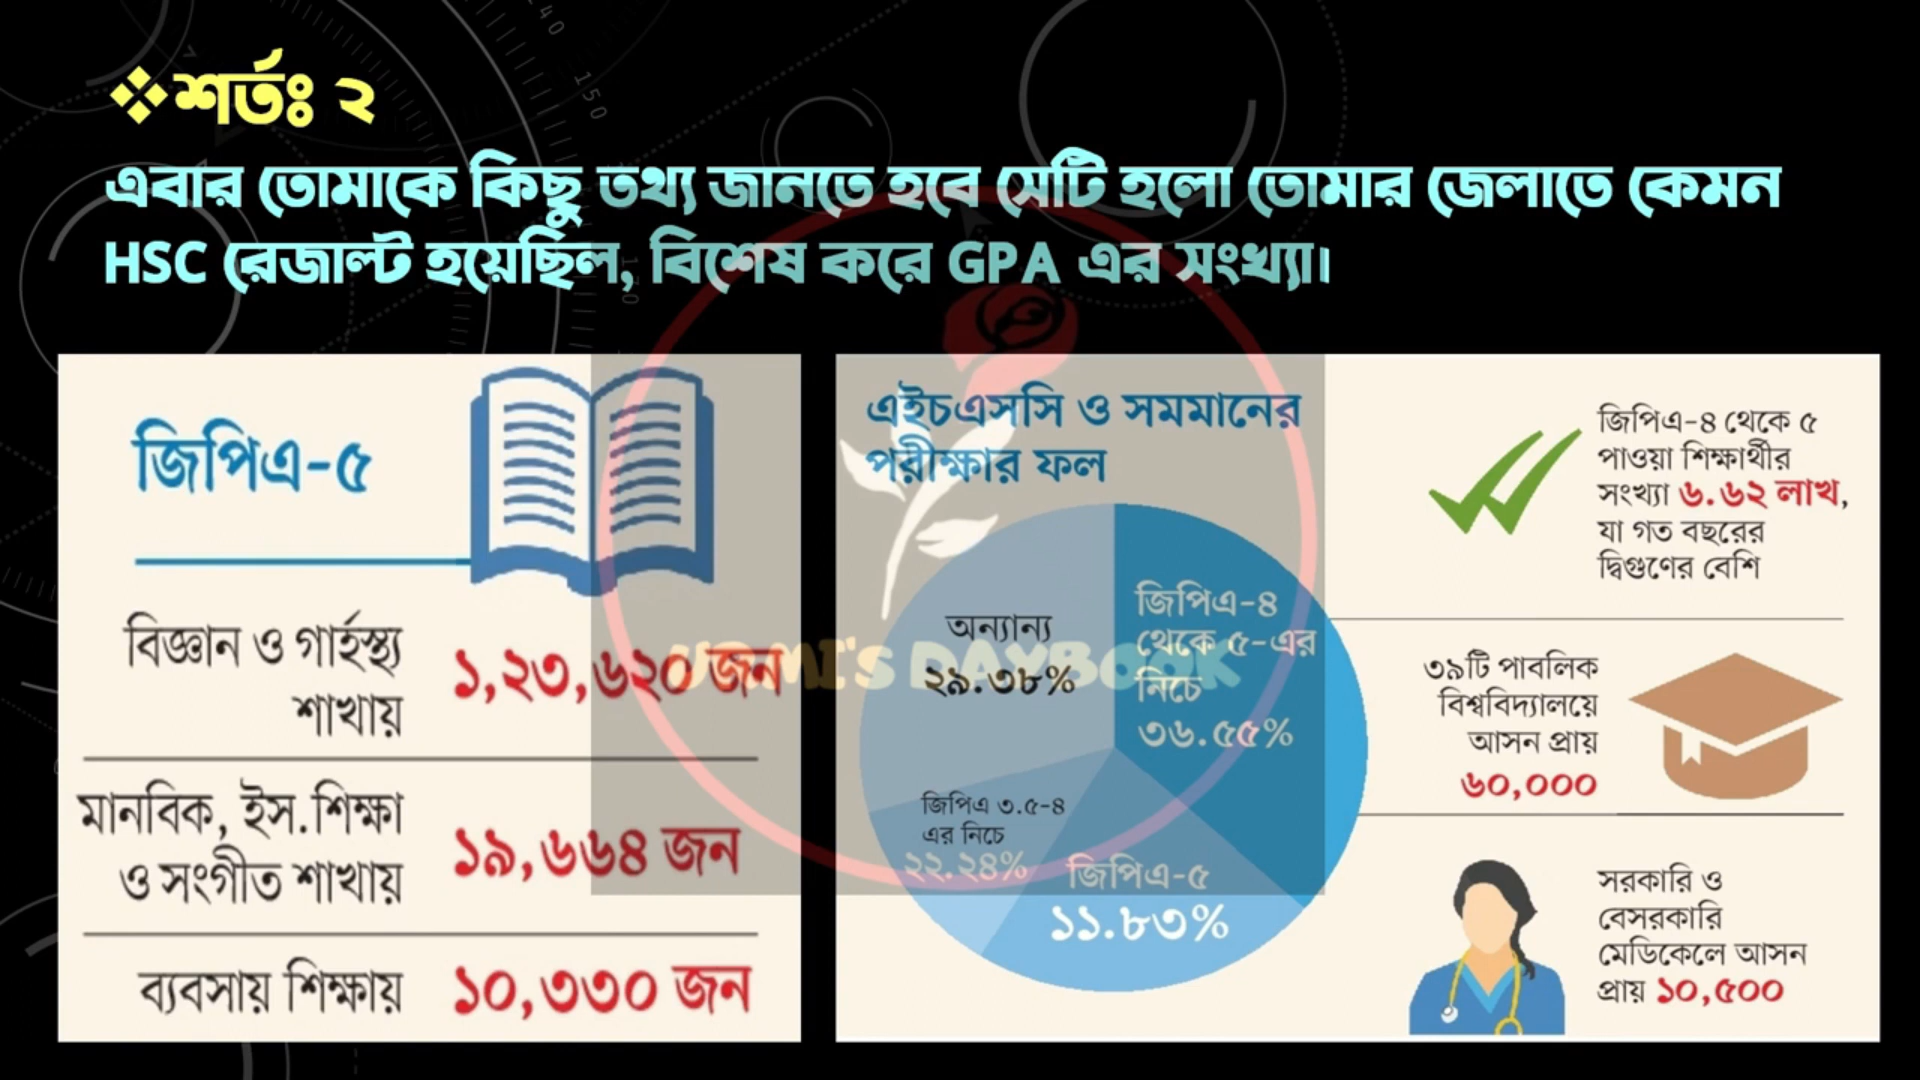 ❖শর্তঃ ২
এবার তোমাকে কিছু তথ্য জানতে হবে সেটি হলো তোমার জেলাতে কেমন
HSC রেজাল্ট হয়েছিল, বিশেষ করে GPA এর সংখ্যা।
জিপিএ-৫
বিজ্ঞান ও গার্হস্থ্য
শাখায়
১,২৩,৬২০ জন
মানবিক, ইস.শিক্ষা
ও সংগীত শাখায়
১৯,৬৬৪ জন
ব্যবসায় শিক্ষায়
১০,৩৩০ জন
এইচএসসি ও সমমানের
পরীক্ষার ফল
জিপিএ-৪
থেকে ৫-এর
নিচে
৩৬.৫৫%
অন্যান্য
২৯.৩৮%
জিপিএ ৩.৫-৪
এর নিচে
২২.২৪%
জিপিএ-৫
১১.৮৩%
জিপিএ-৪ থেকে ৫
পাওয়া শিক্ষার্থীর
সংখ্যা ৬.৬২ লাখ,
যা গত বছরের
দ্বিগুণের বেশি
৩৯টি পাবলিক
বিশ্ববিদ্যালয়ে
আসন প্রায়
৬০,০০০
সরকারি ও
বেসরকারি
মেডিকেলে আসন
প্রায় ১০,৫০০
DAYBOOK
150